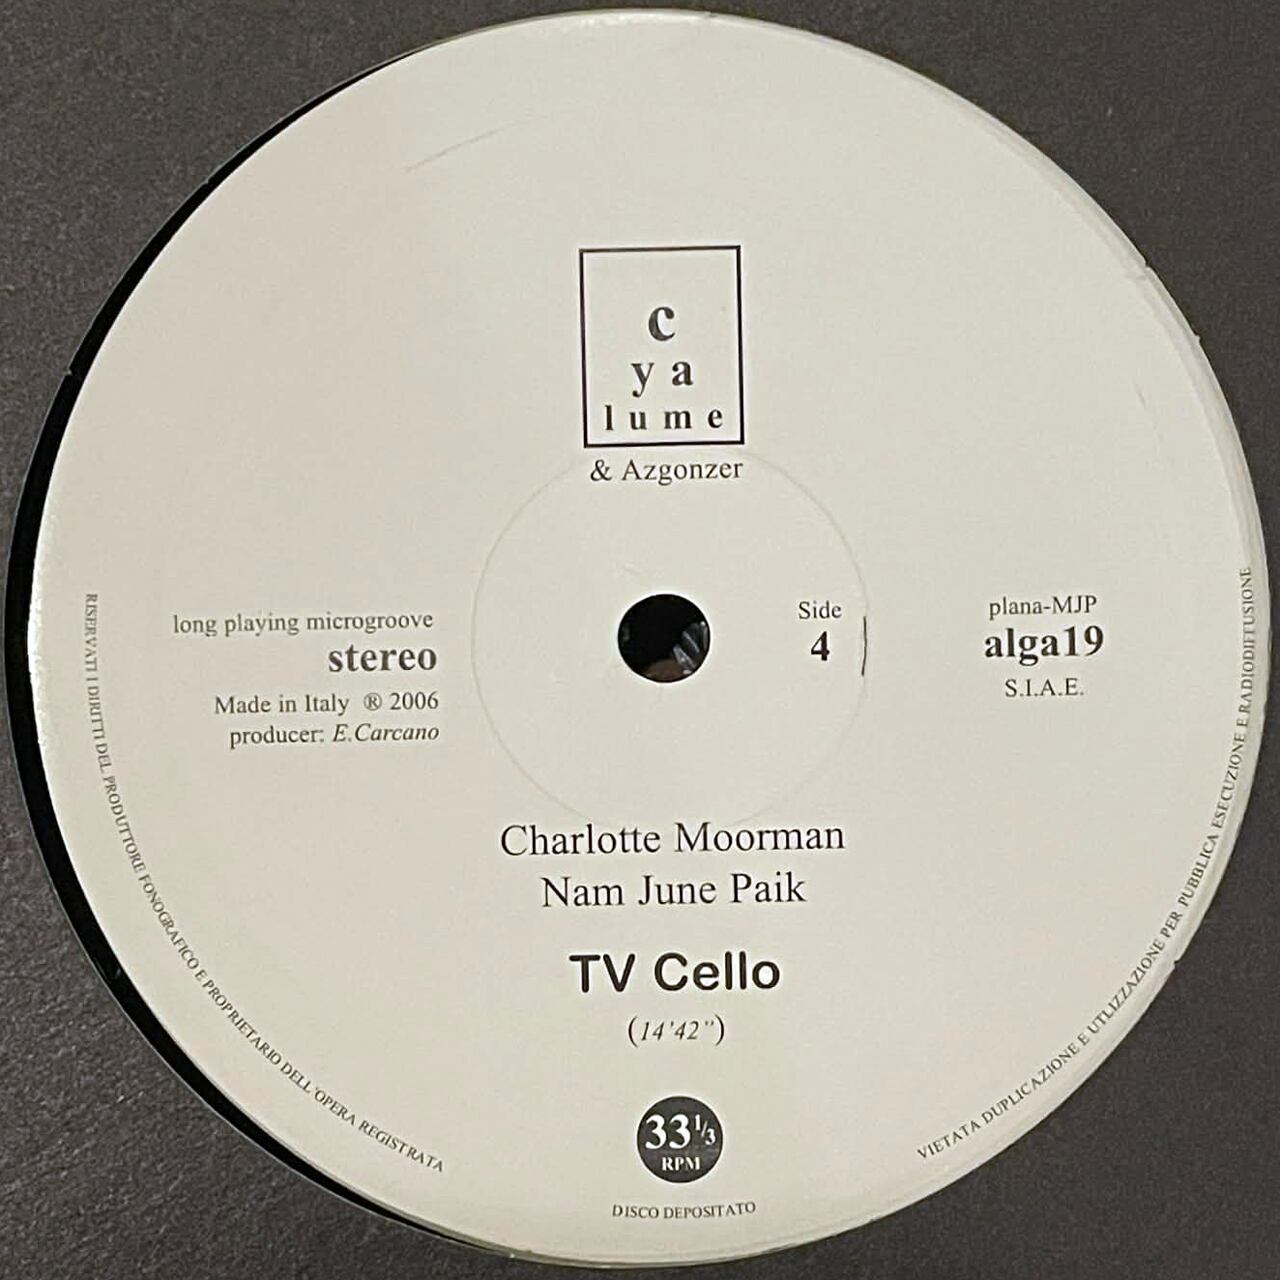 c
y a
l u m e
& Azgonzer
long playing microgroove
stereo
Made in Italy ® 2006
producer: E.Carcano
Side
4
plana-MJP
alga19
S.I.A.E.
Charlotte Moorman
Nam June Paik
TV Cello
(14'42")
33⅓
RPM
DISCO DEPOSITATO
RISERVATI I DIRITTI DEL PRODUTTORE FONOGRAFICO E PROPRIETARIO DELL'OPERA REGISTRATA
VIETATA DUPLICAZIONE E UTLIZZAZIONE PER PUBBLICA ESECUZIONE E RADIODIFFUSIONE